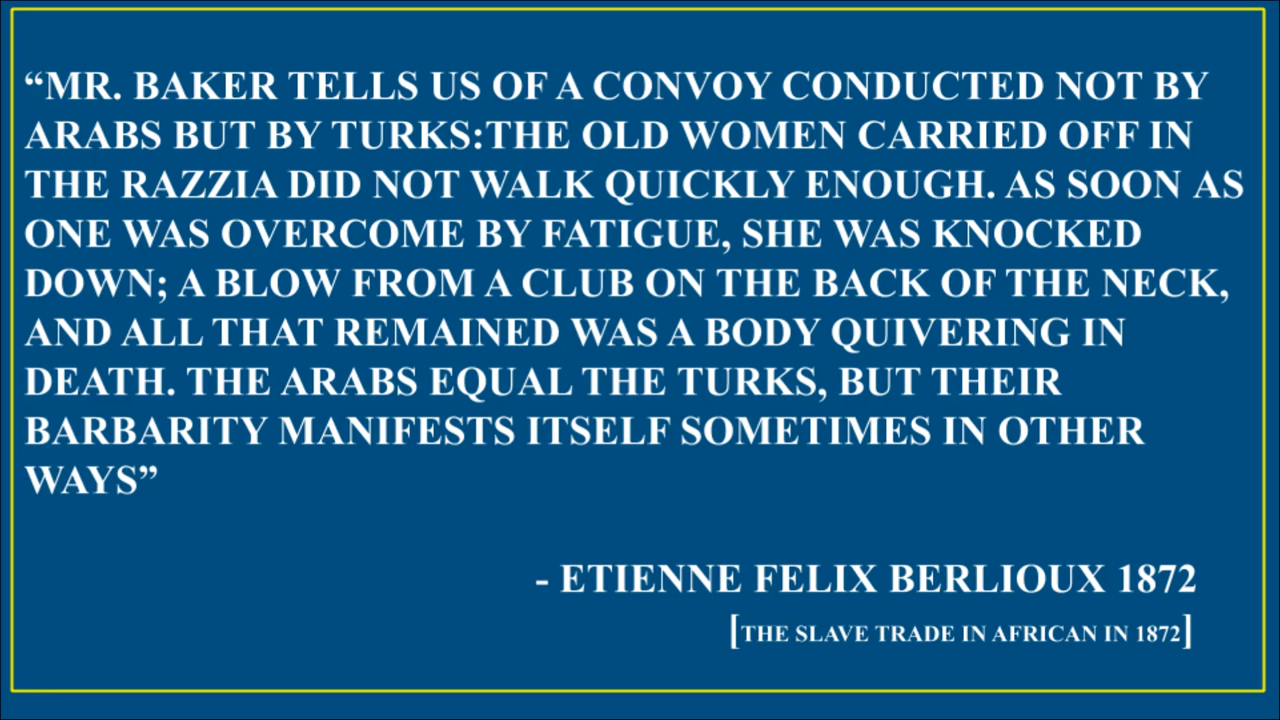 “MR. BAKER TELLS US OF A CONVOY CONDUCTED NOT BY
ARABS BUT BY TURKS:THE OLD WOMEN CARRIED OFF IN
THE RAZZIA DID NOT WALK QUICKLY ENOUGH. AS SOON AS
ONE WAS OVERCOME BY FATIGUE, SHE WAS KNOCKED
DOWN; A BLOW FROM A CLUB ON THE BACK OF THE NECK,
AND ALL THAT REMAINED WAS A BODY QUIVERING IN
DEATH. THE ARABS EQUAL THE TURKS, BUT THEIR
BARBARITY MANIFESTS ITSELF SOMETIMES IN OTHER
WAYS”
- ETIENNE FELIX BERLIOUX 1872
[THE SLAVE TRADE IN AFRICAN IN 1872]